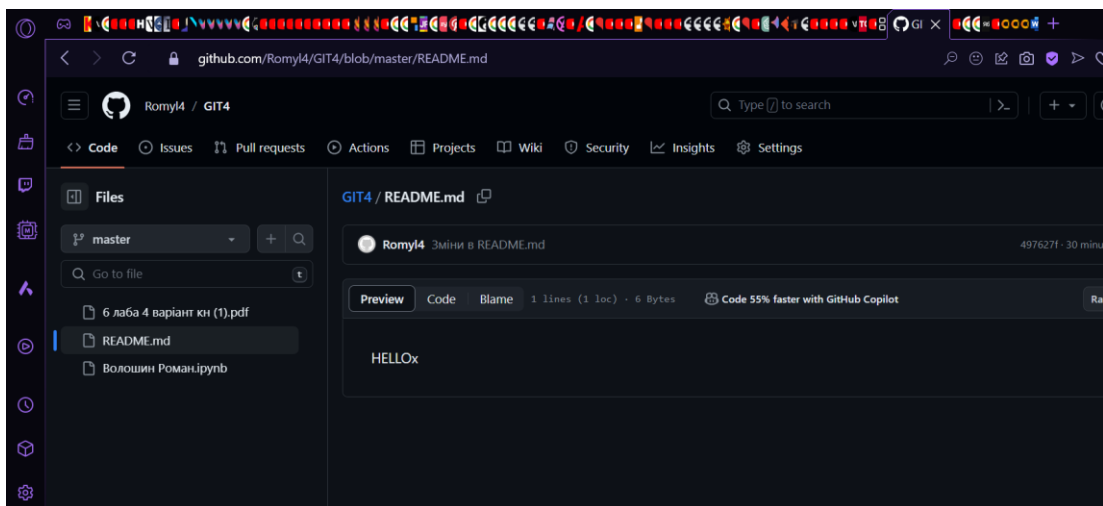 GI
github.com/Romyl4/GIT4/blob/master/README.md
Romyl4 / GIT4
Type / to search
Code Issues Pull requests Actions Projects Wiki Security Insights Settings
Files
GIT4 / README.md
master
Romyl4 Зміни в README.md 497627f · 30 minu
Go to file t
Preview Code Blame 1 lines (1 loc) · 6 Bytes Code 55% faster with GitHub Copilot Ra
6 лаба 4 варіант кн (1).pdf
README.md
HELLOx
Волошин Роман.ipynb